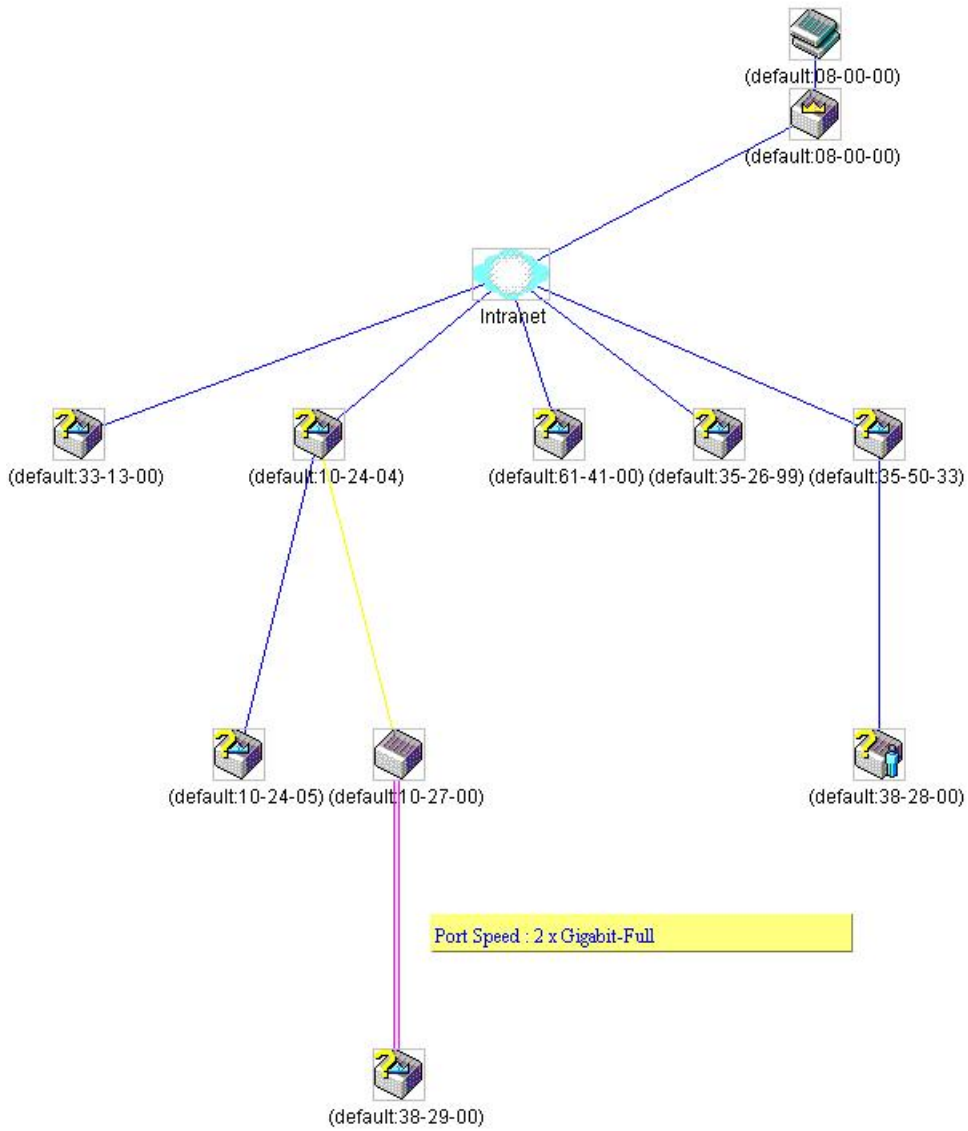 (default:08-00-00)
(default:08-00-00)
Intranet
(default:33-13-00)
(default:10-24-04)
(default:61-41-00)
(default:35-26-99)
(default:35-50-33)
(default:10-24-05)
(default:10-27-00)
(default:38-28-00)
Port Speed : 2 x Gigabit-Full
(default:38-29-00)